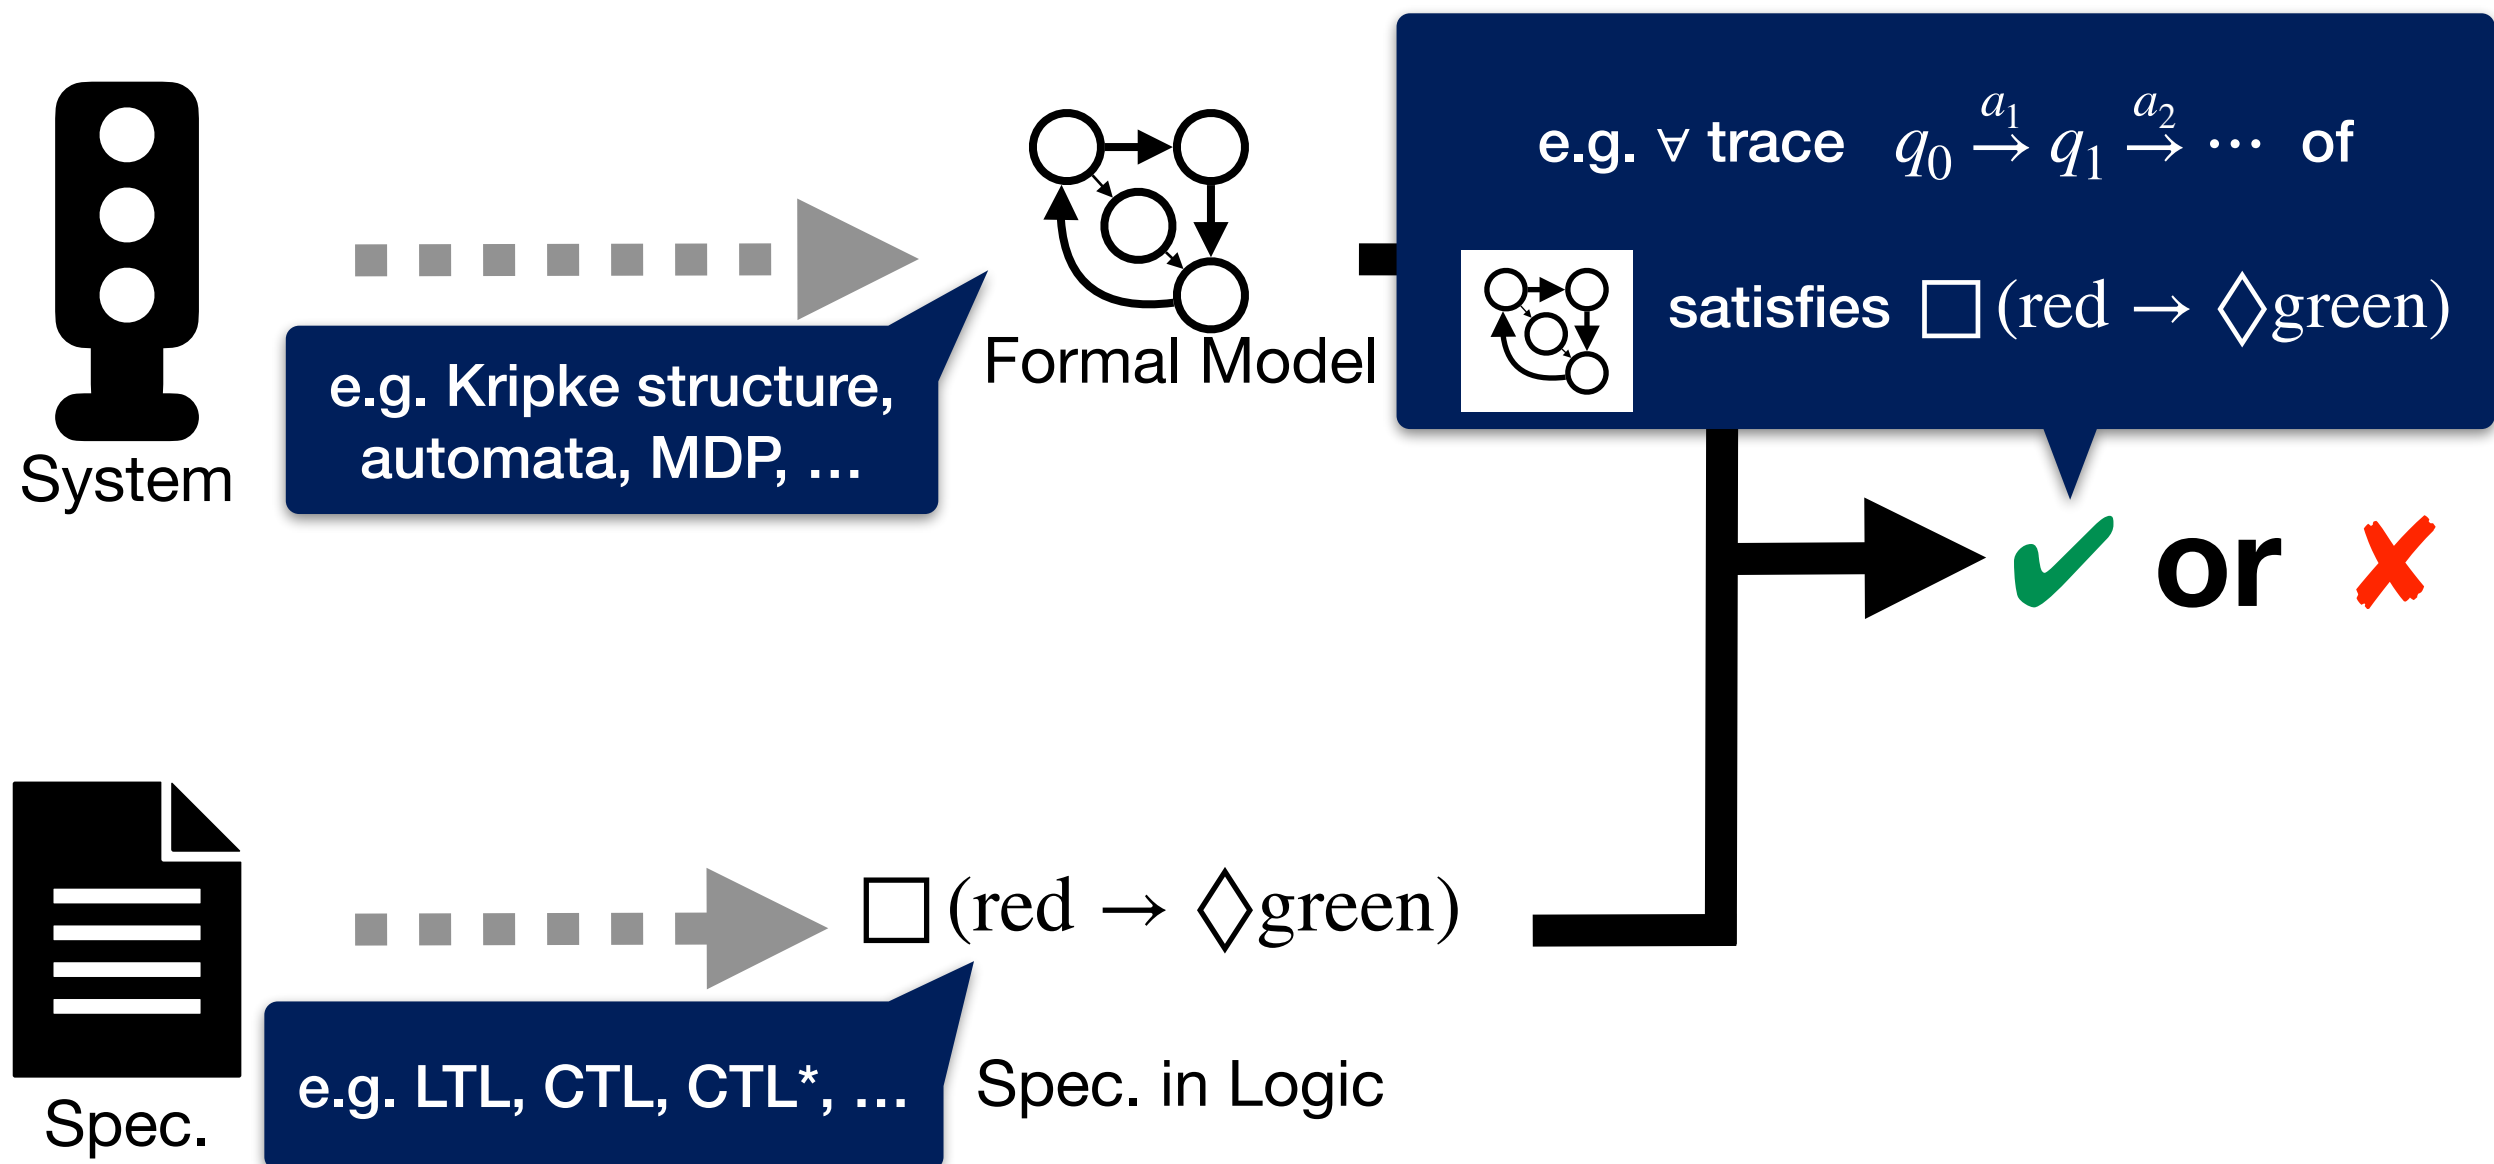 System
e.g. Kripke structure,
automata, MDP, ...
Formal Model
e.g. ∀ trace q₀ →a₁ q₁ →a₂ ⋯ of
satisfies □(red → ◊green)
✔ or ✘
Spec.
□(red → ◊green)
e.g. LTL, CTL, CTL*, ...
Spec. in Logic